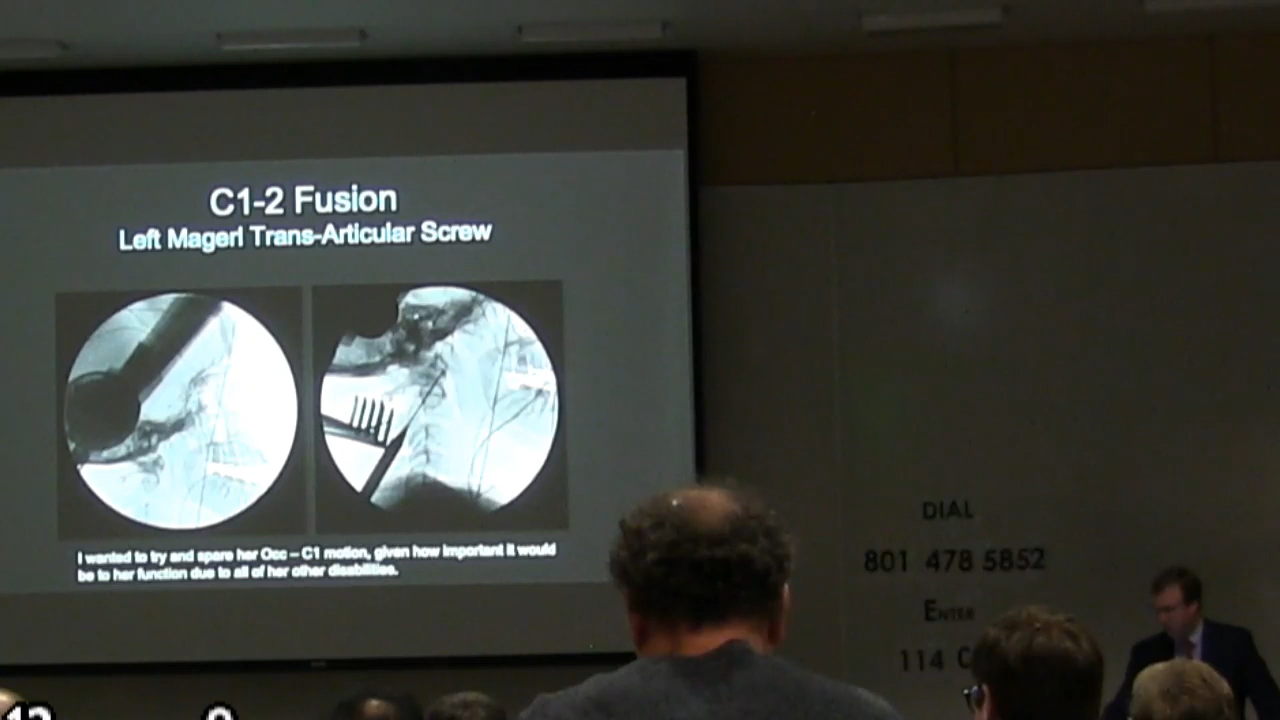 C1-2 Fusion
Left Magerl Trans-Articular Screw
I wanted to try and spare her Occ – C1 motion, given how important it would
be to her function due to all of her other disabilities.
DIAL
801 478 5852
ENTER
114
12